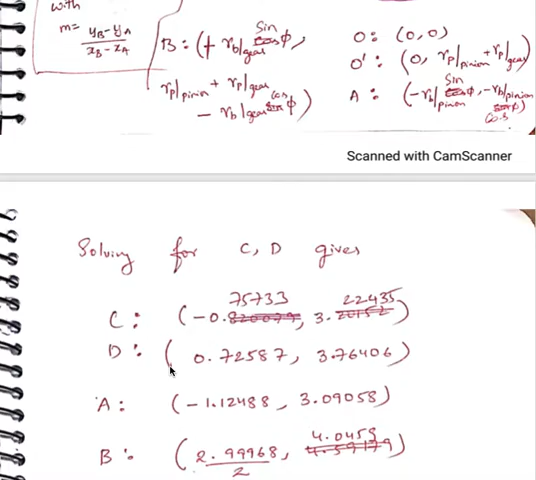 with
m = yB - yA / xB - xA
B : (+ rb|gear Sin ϕ,
rp|pinion + rp|gear
- rb|gear Cos ϕ)
O : (0,0)
O' : (0, rp|pinion + rp|gear)
A : (-rb|pinion Sin ϕ, -rb|pinion Cos ϕ)
Scanned with CamScanner
Solving for C, D gives
C : (-0.75733, 3.22435)
D : (0.72587, 3.76406)
A : (-1.12488, 3.09058)
B : (2.99968/2, 4.0459)